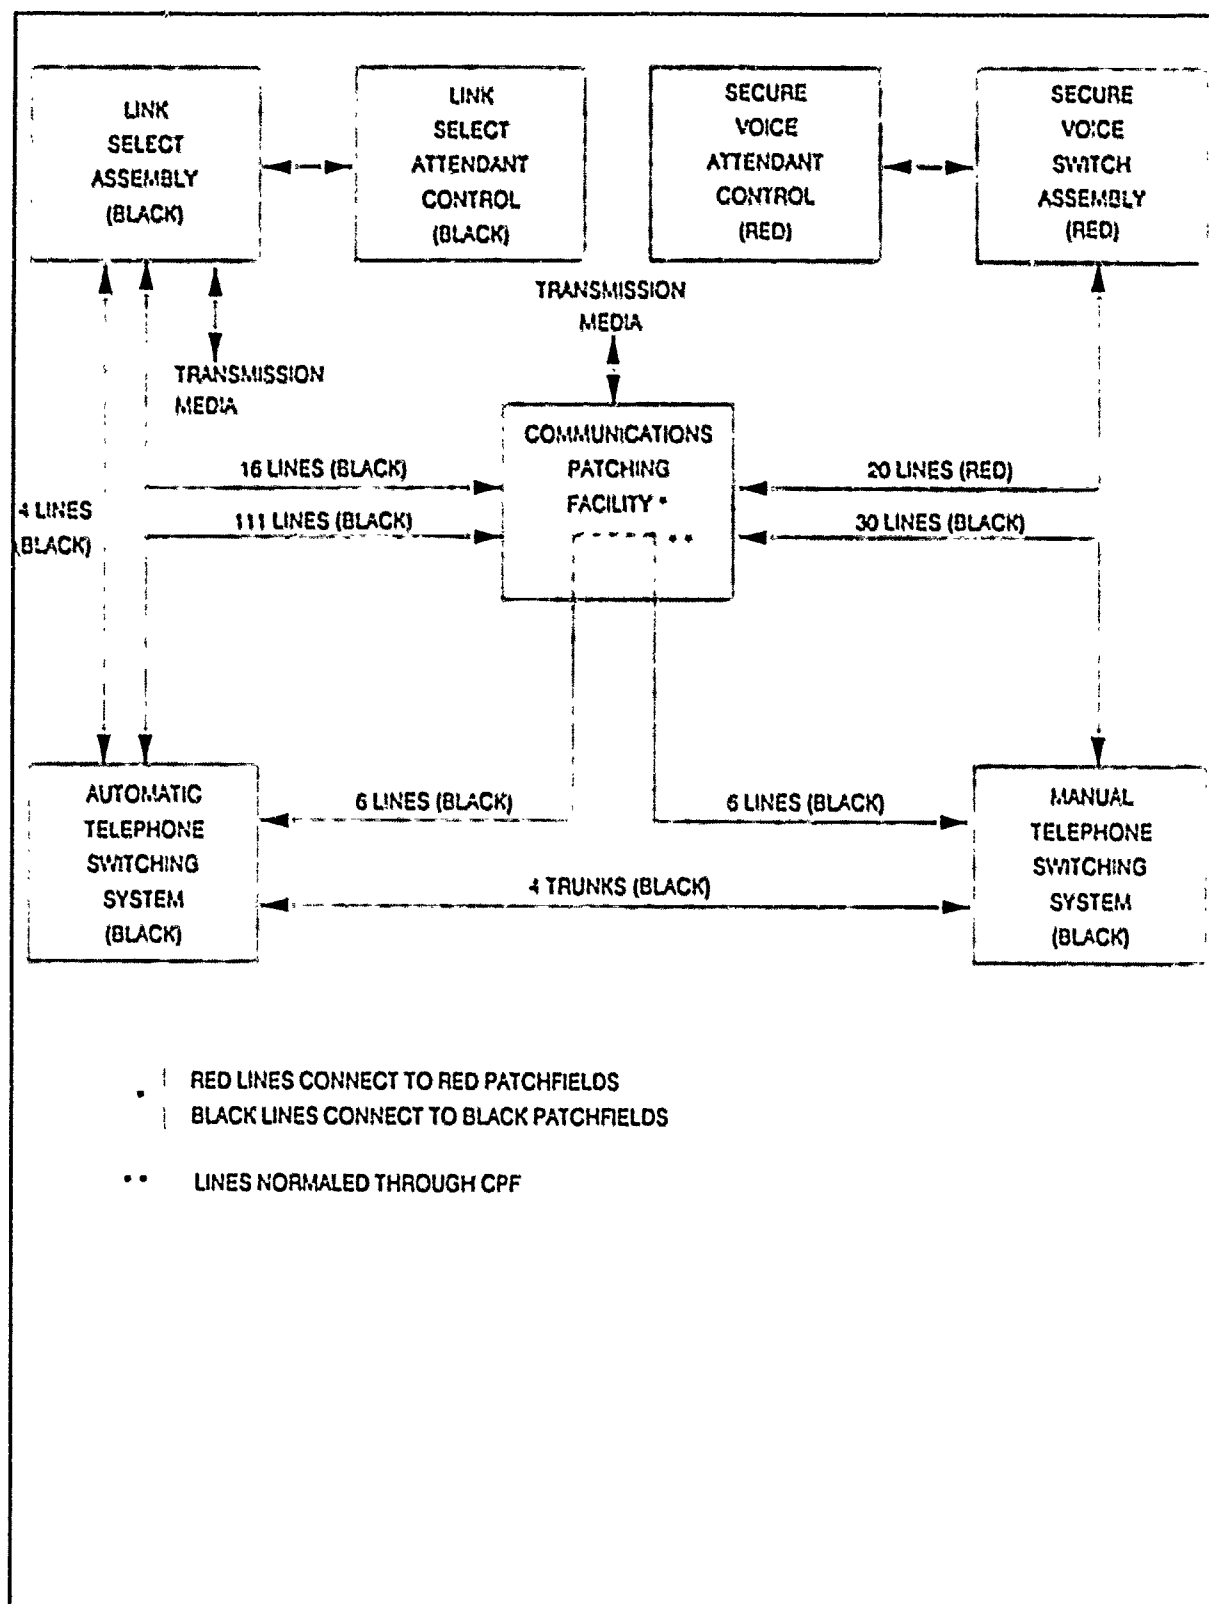 LINK
SELECT
ASSEMBLY
(BLACK)
LINK
SELECT
ATTENDANT
CONTROL
(BLACK)
SECURE
VOICE
ATTENDANT
CONTROL
(RED)
SECURE
VOICE
SWITCH
ASSEMBLY
(RED)
TRANSMISSION
MEDIA
TRANSMISSION
MEDIA
COMMUNICATIONS
PATCHING
FACILITY *
* *
16 LINES (BLACK)
20 LINES (RED)
4 LINES
(BLACK)
111 LINES (BLACK)
30 LINES (BLACK)
AUTOMATIC
TELEPHONE
SWITCHING
SYSTEM
(BLACK)
6 LINES (BLACK)
6 LINES (BLACK)
4 TRUNKS (BLACK)
MANUAL
TELEPHONE
SWITCHING
SYSTEM
(BLACK)
* RED LINES CONNECT TO RED PATCHFIELDS
BLACK LINES CONNECT TO BLACK PATCHFIELDS
* * LINES NORMALED THROUGH CPF